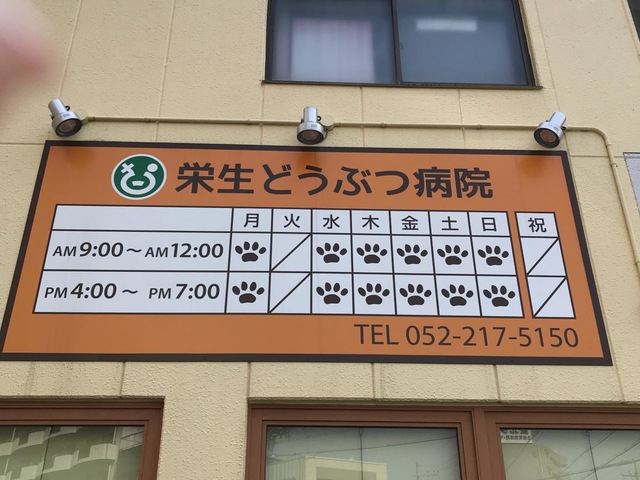 栄生どうぶつ病院
月 火 水 木 金 土 日 祝
AM 9:00～AM 12:00
PM 4:00～ PM 7:00
TEL 052-217-5150